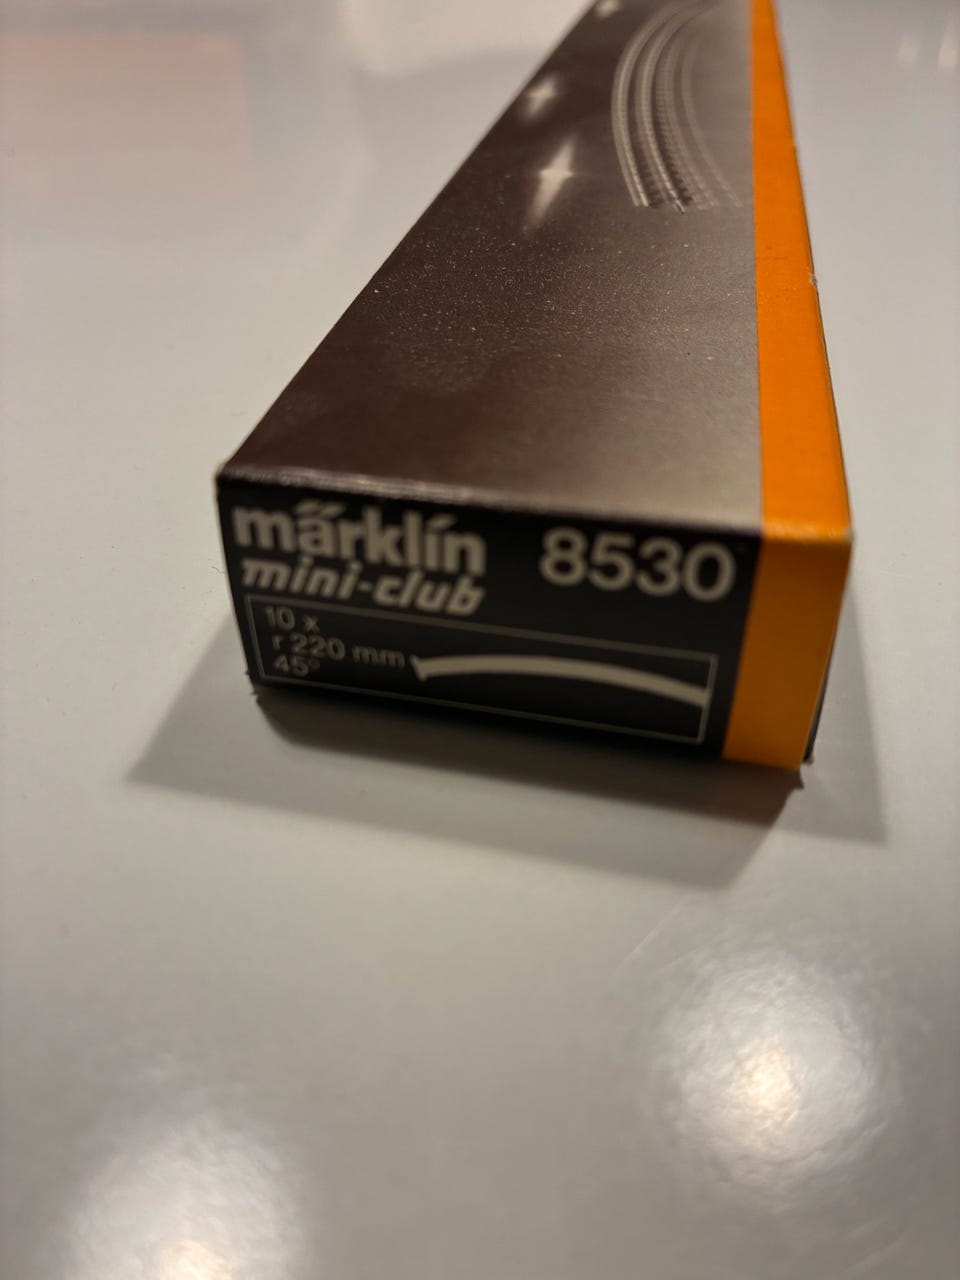 märklin 8530
mini-club
10 x
r 220 mm
45°